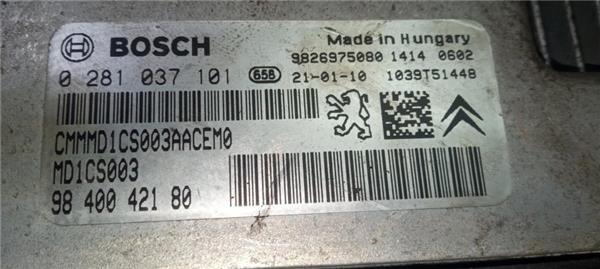 BOSCH
Made in Hungary
9826975080 1414 0602
0 281 037 101 656 21-01-10 1039T51448
CMMMD1CS003AACEM0
MD1CS003
98 400 421 80